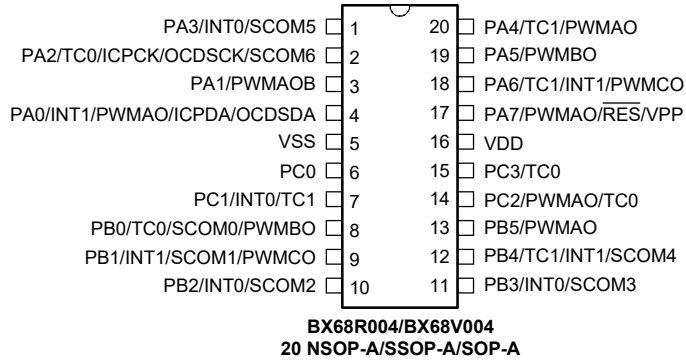 PA3/INT0/SCOM5 1 20 PA4/TC1/PWMAO
PA2/TC0/ICPCK/OCDSCK/SCOM6 2 19 PA5/PWMBO
PA1/PWMAOB 3 18 PA6/TC1/INT1/PWMCO
PA0/INT1/PWMAO/ICPDA/OCDSDA 4 17 PA7/PWMAO/RES/VPP
VSS 5 16 VDD
PC0 6 15 PC3/TC0
PC1/INT0/TC1 7 14 PC2/PWMAO/TC0
PB0/TC0/SCOM0/PWMBO 8 13 PB5/PWMAO
PB1/INT1/SCOM1/PWMCO 9 12 PB4/TC1/INT1/SCOM4
PB2/INT0/SCOM2 10 11 PB3/INT0/SCOM3
BX68R004/BX68V004
20 NSOP-A/SSOP-A/SOP-A